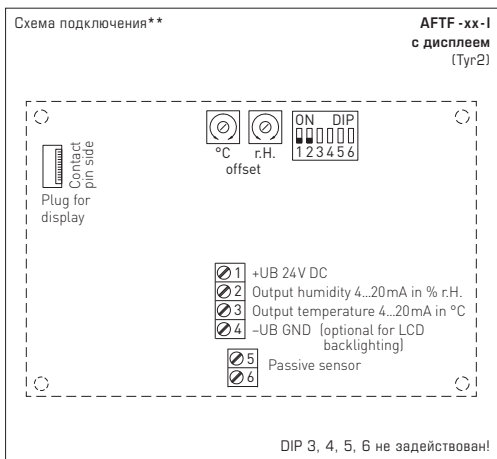 Схема подключения**
AFTF - xx - I
с дисплеем
(Tyr2)
ON DIP
1 2 3 4 5 6
°C r.H.
offset
Contact
pin side
Plug for
display
1 +UB 24V DC
2 Output humidity 4...20mA in % r.H.
3 Output temperature 4...20mA in °C
4 –UB GND (optional for LCD
backlighting)
5
Passive sensor
6
DIP 3, 4, 5, 6 не задействован!